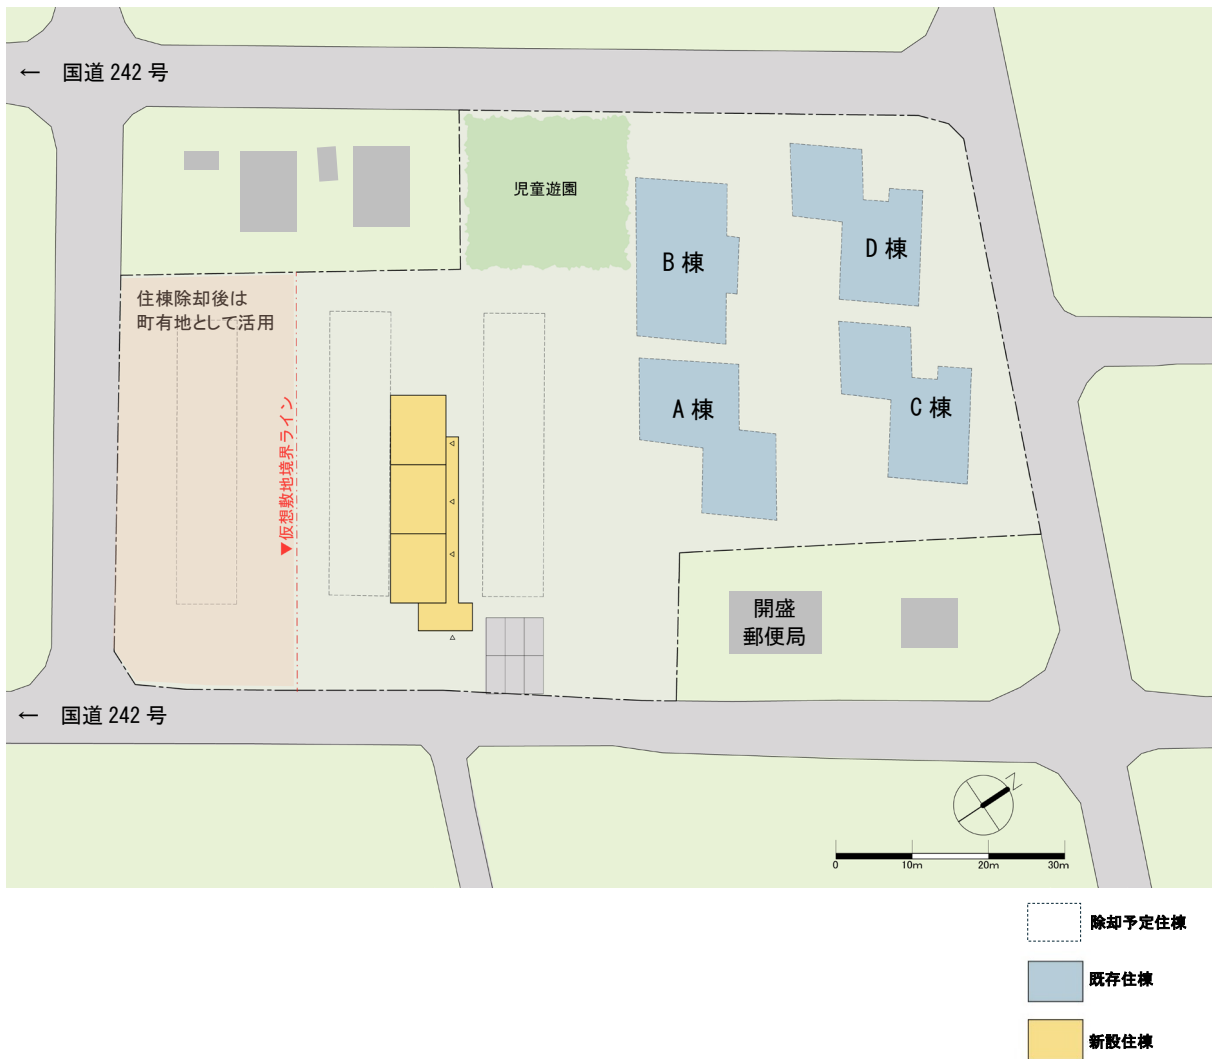 ← 国道 242 号
児童遊園
B 棟
D 棟
住棟除却後は
町有地として活用
▼仮想敷地境界ライン
A 棟
C 棟
開盛
郵便局
← 国道 242 号
N
0 10m 20m 30m
除却予定住棟
既存住棟
新設住棟